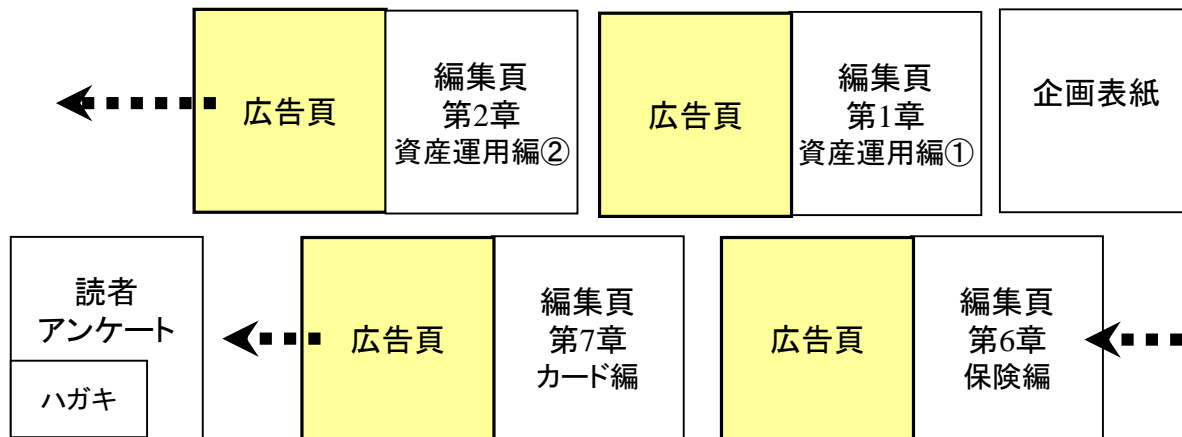 企画表紙
編集頁
第1章
資産運用編①
広告頁
編集頁
第2章
資産運用編②
広告頁
編集頁
第6章
保険編
広告頁
編集頁
第7章
カード編
広告頁
読者
アンケート
ハガキ